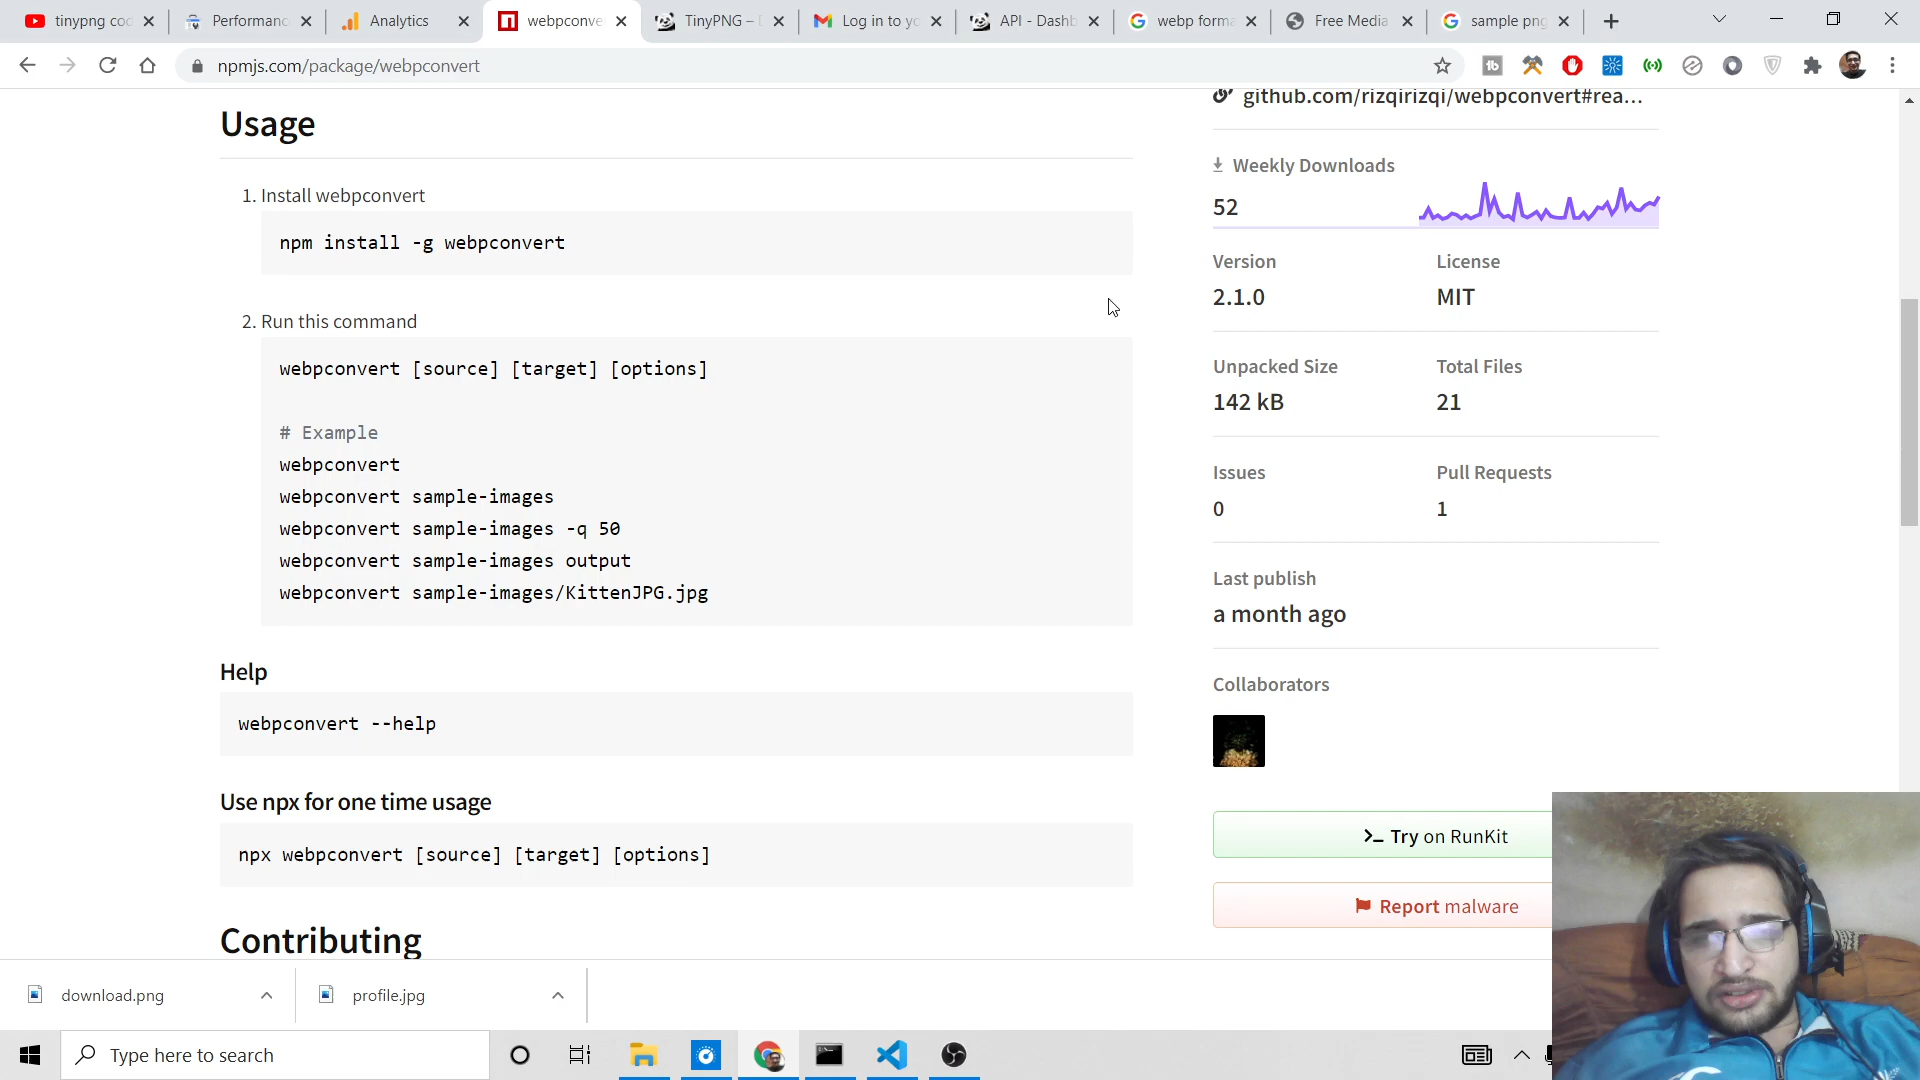 tinypng co
Performanc
Analytics
webpconve
TinyPNG – D
Log in to yo
API - Dashb
webp forma
Free Media
sample png
npmjs.com/package/webpconvert
Usage
1. Install webpconvert
npm install -g webpconvert
2. Run this command
webpconvert [source] [target] [options]
# Example
webpconvert
webpconvert sample-images
webpconvert sample-images -q 50
webpconvert sample-images output
webpconvert sample-images/KittenJPG.jpg
Help
webpconvert --help
Use npx for one time usage
npx webpconvert [source] [target] [options]
Contributing
github.com/rizqirizqi/webpconvert#rea...
Weekly Downloads
52
Version
License
2.1.0
MIT
Unpacked Size
Total Files
142 kB
21
Issues
Pull Requests
0
1
Last publish
a month ago
Collaborators
Try on RunKit
Report malware
download.png
profile.jpg
Type here to search